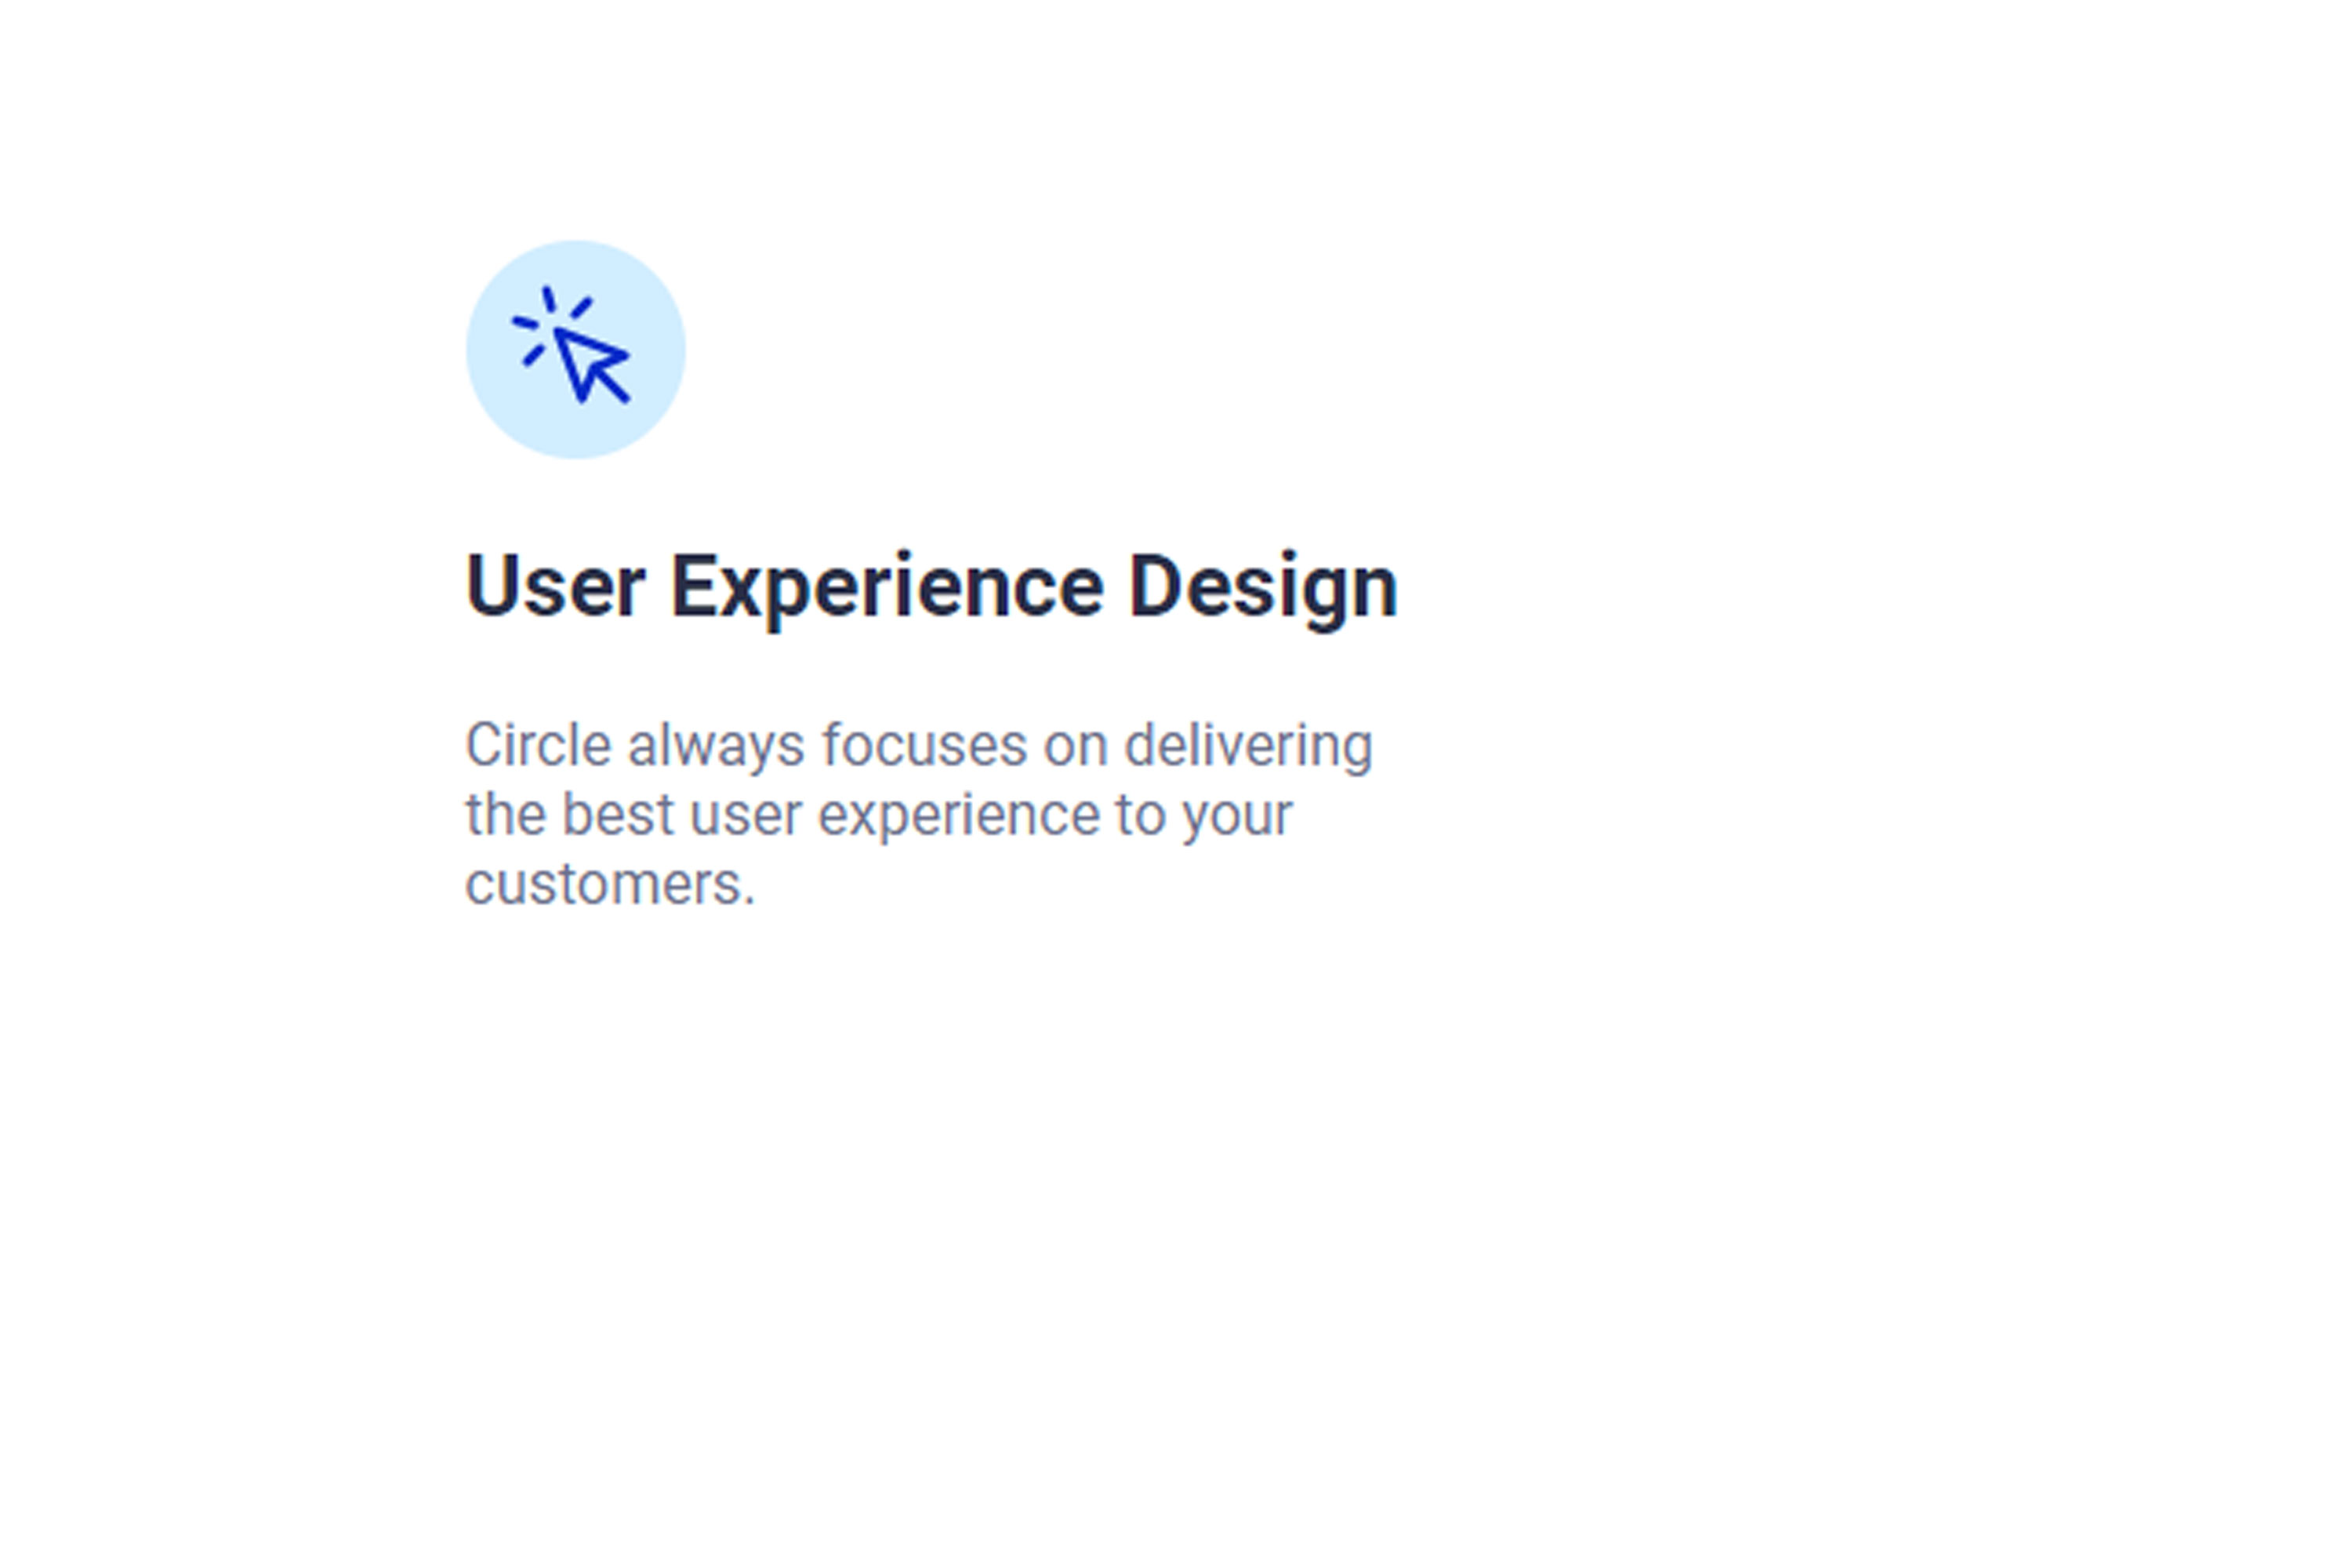 User Experience Design
Circle always focuses on delivering
the best user experience to your
customers.